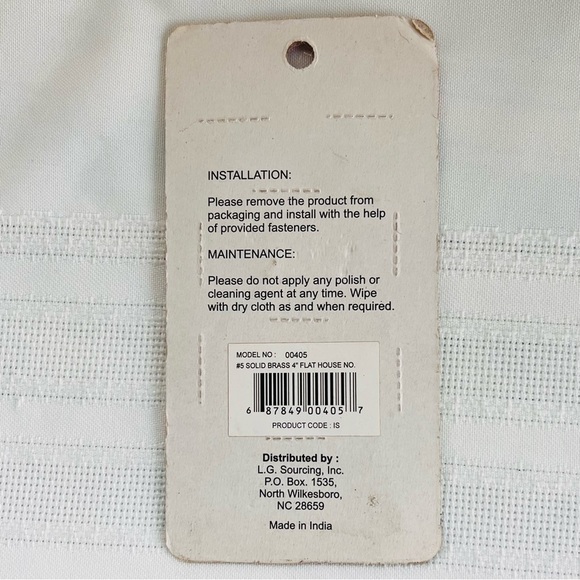 INSTALLATION:
Please remove the product from
packaging and install with the help
of provided fasteners.
MAINTENANCE:
Please do not apply any polish or
cleaning agent at any time. Wipe
with dry cloth as and when required.
MODEL NO : 00405
#5 SOLID BRASS 4" FLAT HOUSE NO.
6 87849 00405 7
PRODUCT CODE : IS
Distributed by :
L.G. Sourcing, Inc.
P.O. Box. 1535,
North Wilkesboro,
NC 28659
Made in India